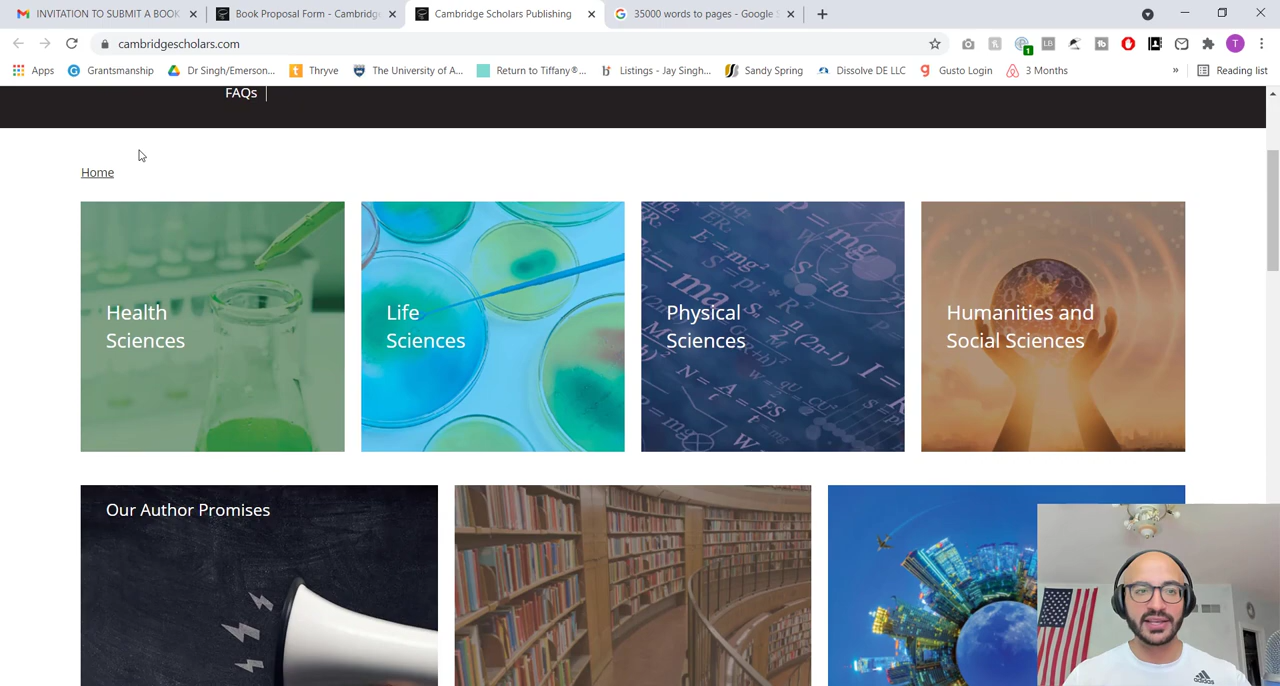 INVITATION TO SUBMIT A BOOK
Book Proposal Form - Cambridge
Cambridge Scholars Publishing
35000 words to pages - Google S
cambridgescholars.com
1
T
Apps
Grantsmanship
Dr Singh/Emerson...
Thryve
The University of A...
Return to Tiffany®...
Listings - Jay Singh...
Sandy Spring
Dissolve DE LLC
Gusto Login
3 Months
»
Reading list
FAQs
Home
Health
Sciences
Life
Sciences
Physical
Sciences
Humanities and
Social Sciences
Our Author Promises
adidas